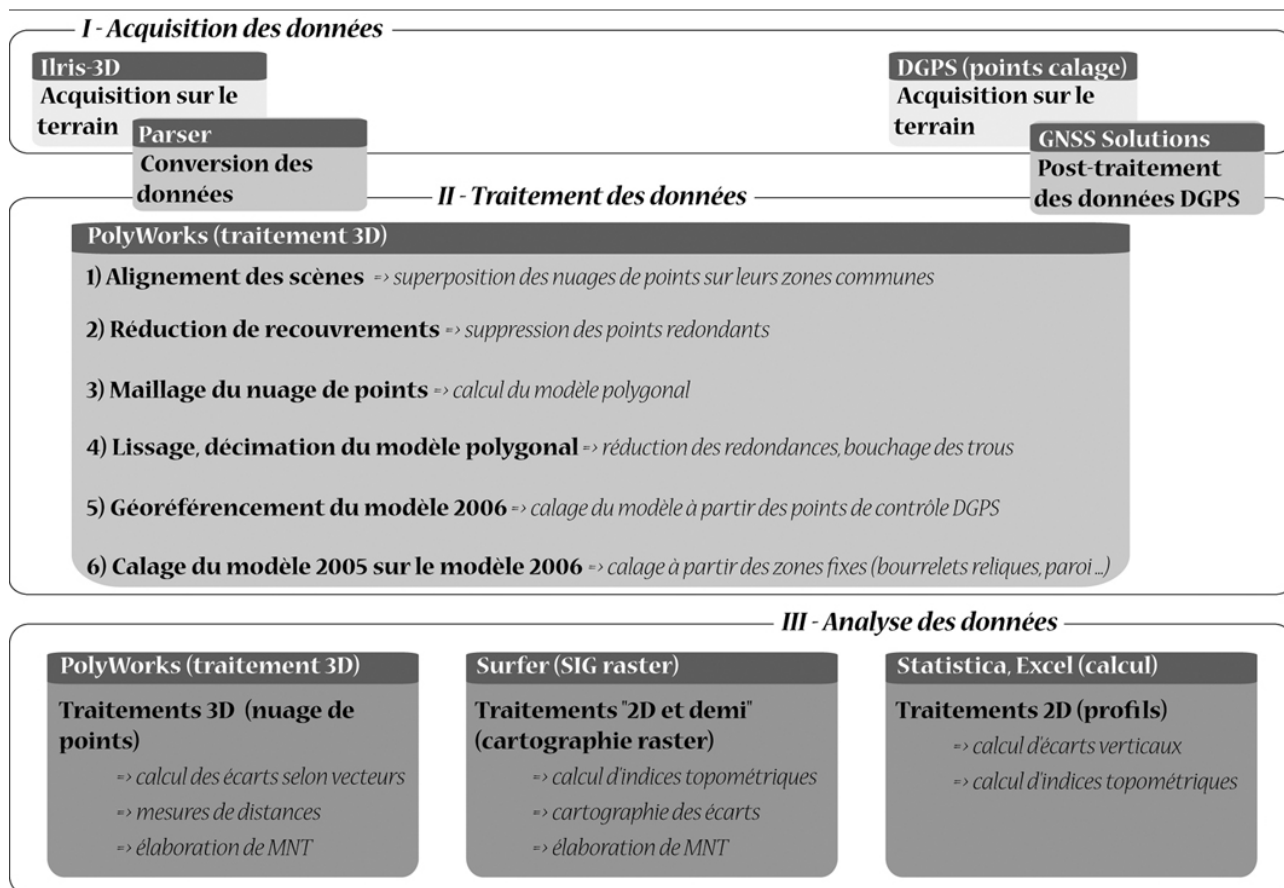 I - Acquisition des données
Ilris-3D
Acquisition sur le
terrain
Parser
Conversion des
données
DGPS (points calage)
Acquisition sur le
terrain
GNSS Solutions
Post-traitement
des données DGPS
II - Traitement des données
PolyWorks (traitement 3D)
1) Alignement des scènes => superposition des nuages de points sur leurs zones communes
2) Réduction de recouvrements => suppression des points redondants
3) Maillage du nuage de points => calcul du modèle polygonal
4) Lissage, décimation du modèle polygonal => réduction des redondances, bouchage des trous
5) Géoréférencement du modèle 2006 => calage du modèle à partir des points de contrôle DGPS
6) Calage du modèle 2005 sur le modèle 2006 => calage à partir des zones fixes (bourrelets reliques, paroi ...)
III - Analyse des données
PolyWorks (traitement 3D)
Traitements 3D (nuage de
points)
=> calcul des écarts selon vecteurs
=> mesures de distances
=> élaboration de MNT
Surfer (SIG raster)
Traitements "2D et demi"
(cartographie raster)
=> calcul d'indices topométriques
=> cartographie des écarts
=> élaboration de MNT
Statistica, Excel (calcul)
Traitements 2D (profils)
=> calcul d'écarts verticaux
=> calcul d'indices topométriques